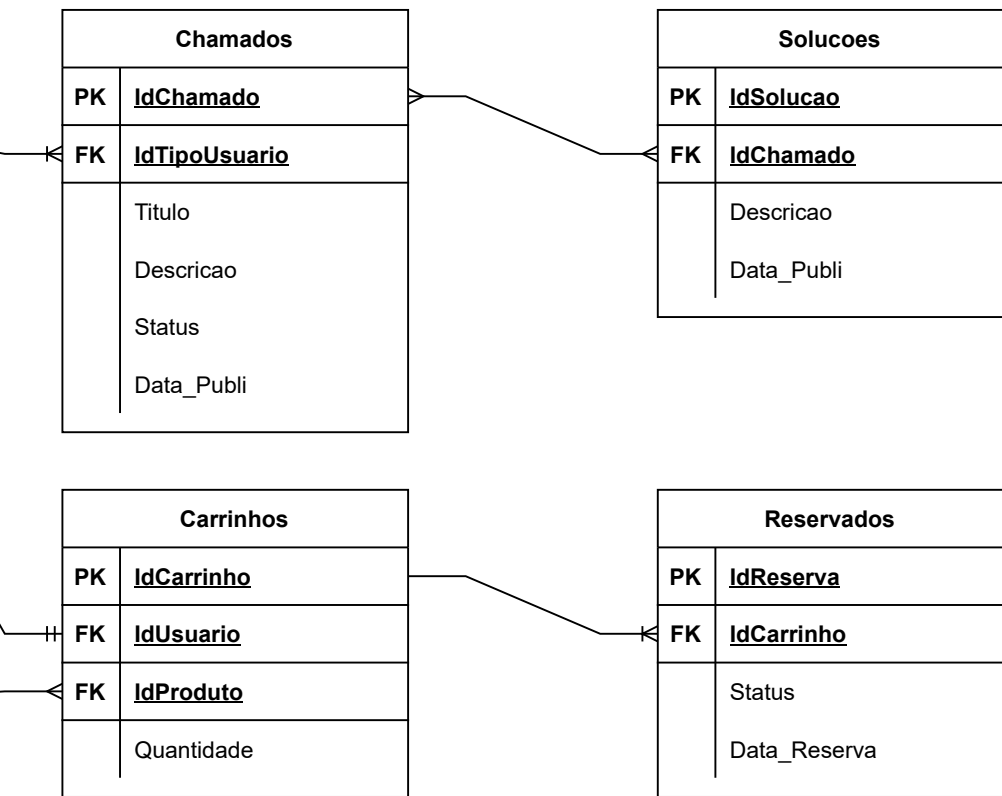 Chamados
PK IdChamado
FK IdTipoUsuario
Titulo
Descricao
Status
Data_Publi
Solucoes
PK IdSolucao
FK IdChamado
Descricao
Data_Publi
Carrinhos
PK IdCarrinho
FK IdUsuario
FK IdProduto
Quantidade
Reservados
PK IdReserva
FK IdCarrinho
Status
Data_Reserva